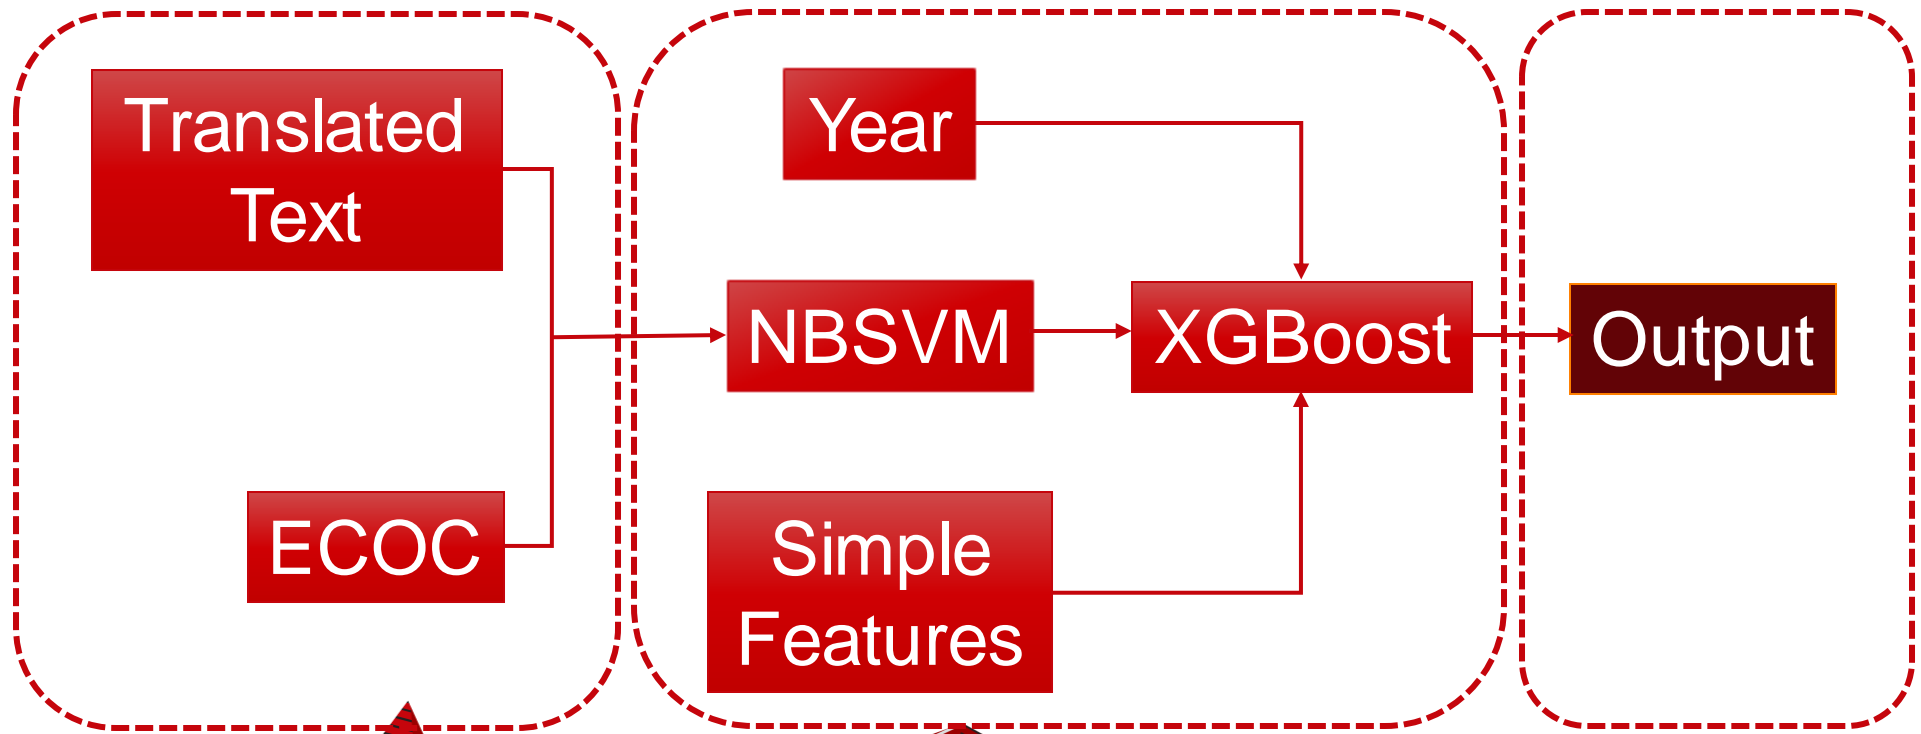 Translated
Text
ECOC
Year
NBSVM
Simple
Features
XGBoost
Output